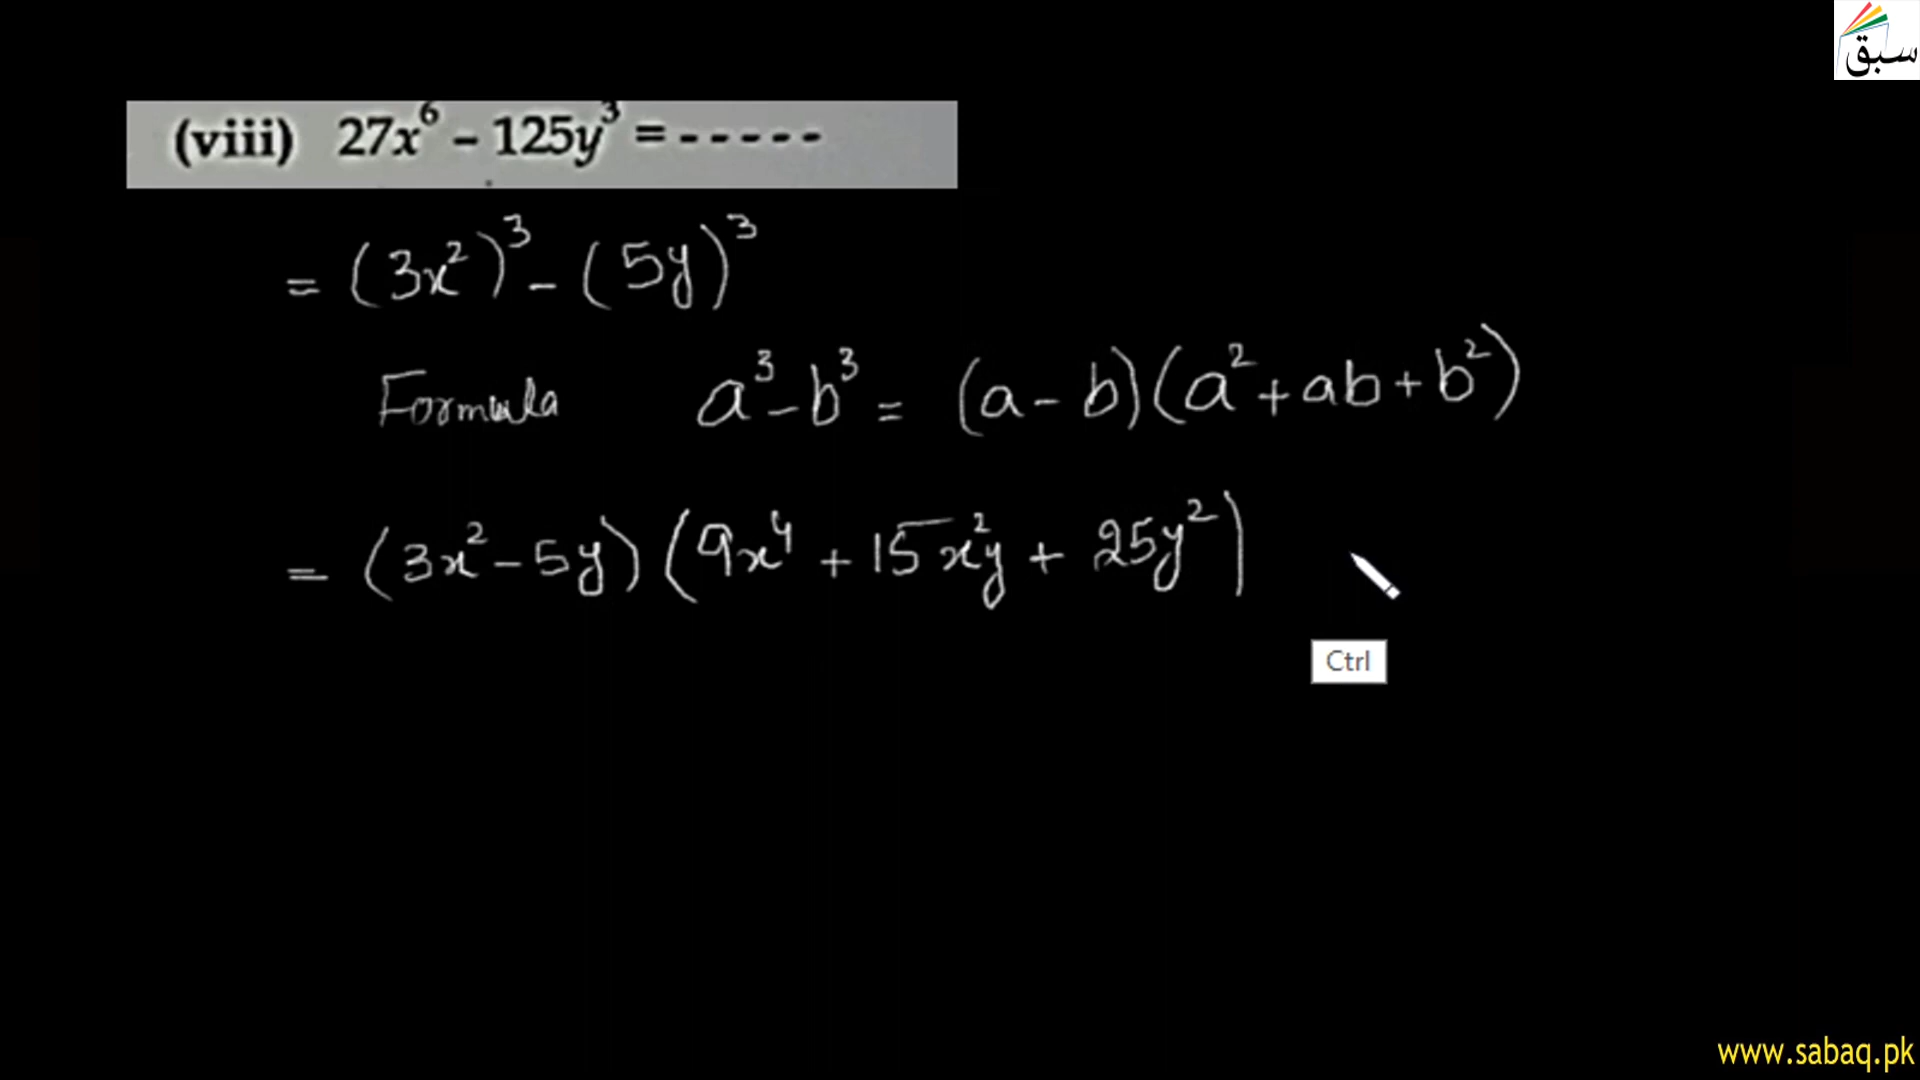 سبق
(viii) 27x⁶ – 125y³ = - - - - -
= (3x²)³ - (5y)³
Formula a³ - b³ = (a - b)(a² + ab + b²)
= (3x² - 5y)(9x⁴ + 15x²y + 25y²)
Ctrl
www.sabaq.pk